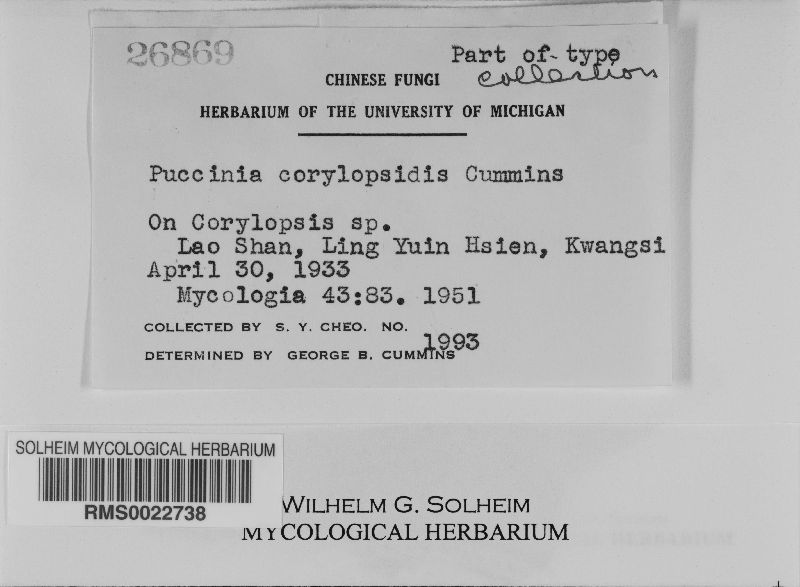 26869
Part of type
collection
CHINESE FUNGI
HERBARIUM OF THE UNIVERSITY OF MICHIGAN
Puccinia corylopsidis Cummins
On Corylopsis sp.
Lao Shan, Ling Yuin Hsien, Kwangsi
April 30, 1933
Mycologia 43:83. 1951
COLLECTED BY S. Y. CHEO. NO. 1993
DETERMINED BY GEORGE B. CUMMINS
SOLHEIM MYCOLOGICAL HERBARIUM
RMS0022738
WILHELM G. SOLHEIM
MYCOLOGICAL HERBARIUM